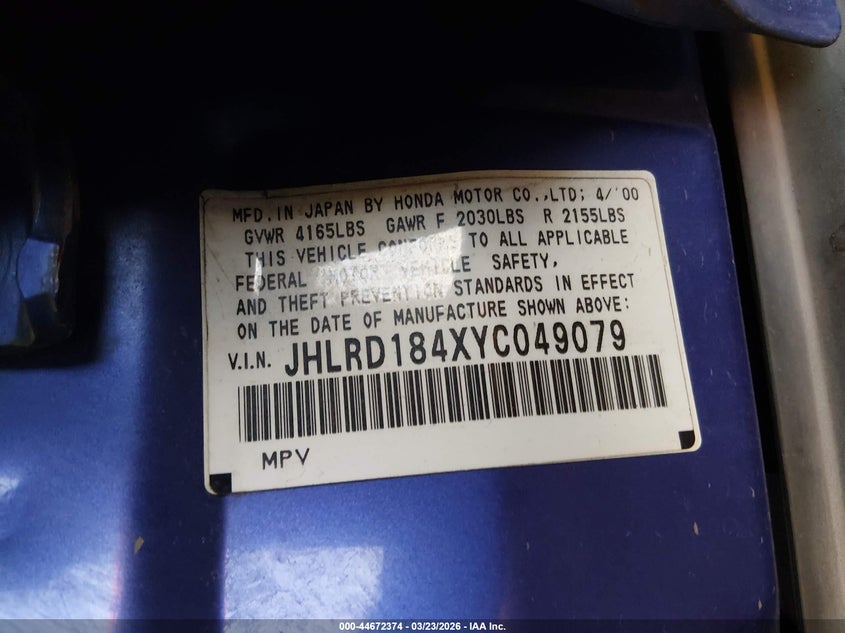 MFD. IN JAPAN BY HONDA MOTOR CO.,LTD; 4/'00
GVWR 4165LBS GAWR F 2030LBS R 2155LBS
THIS VEHICLE CONFORMS TO ALL APPLICABLE
FEDERAL MOTOR VEHICLE SAFETY,
AND THEFT PREVENTION STANDARDS IN EFFECT
ON THE DATE OF MANUFACTURE SHOWN ABOVE:
V.I.N. JHLRD184XYC049079
MPV
000-44672374 - 03/23/2026 - IAA Inc.